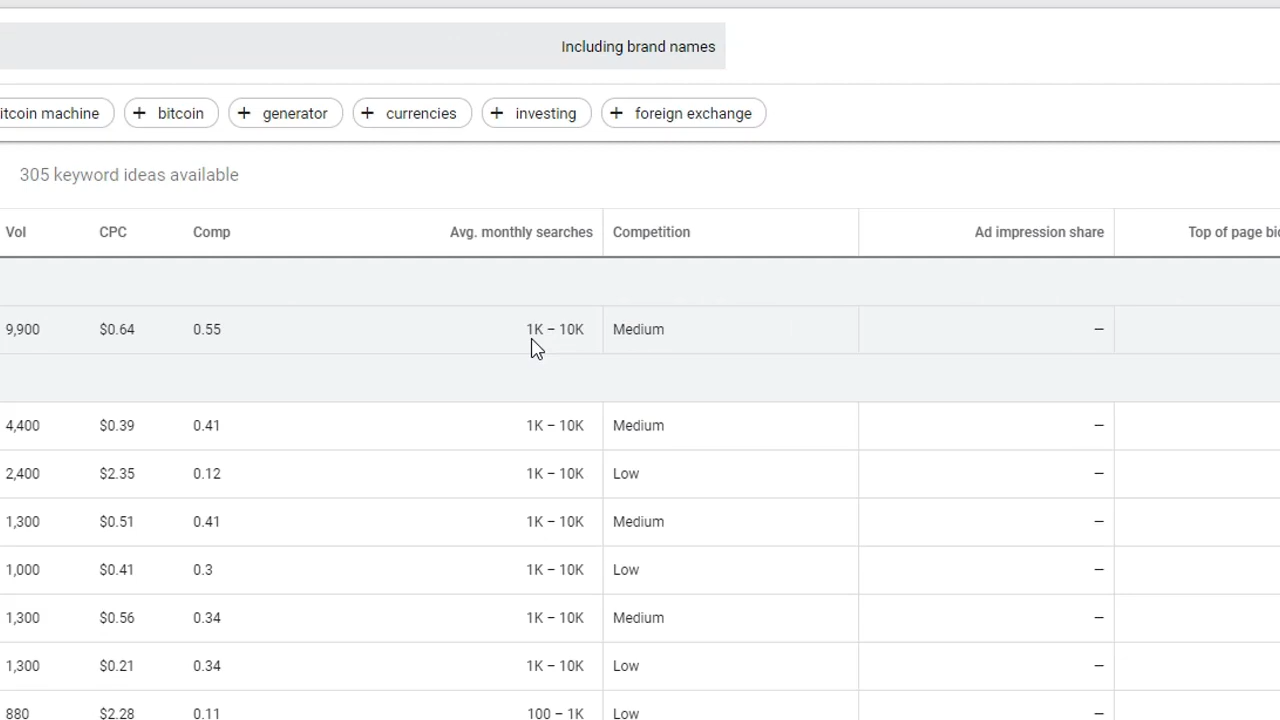 Including brand names
itcoin machine + bitcoin + generator + currencies + investing + foreign exchange
305 keyword ideas available
Vol CPC Comp Avg. monthly searches Competition Ad impression share Top of page bi
9,900 $0.64 0.55 1K – 10K Medium –
4,400 $0.39 0.41 1K – 10K Medium –
2,400 $2.35 0.12 1K – 10K Low –
1,300 $0.51 0.41 1K – 10K Medium –
1,000 $0.41 0.3 1K – 10K Low –
1,300 $0.56 0.34 1K – 10K Medium –
1,300 $0.21 0.34 1K – 10K Low –
880 $2.28 0.11 100 – 1K Low –